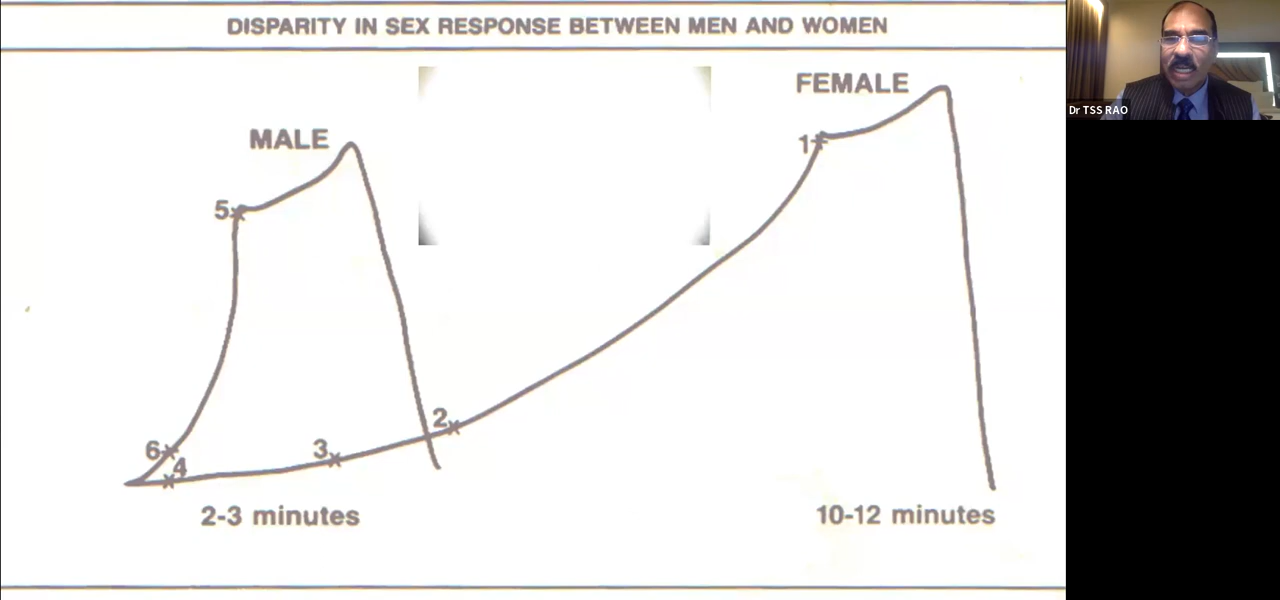 DISPARITY IN SEX RESPONSE BETWEEN MEN AND WOMEN
Dr TSS RAO
FEMALE
MALE
1
5
2
3
6
4
2-3 minutes
10-12 minutes